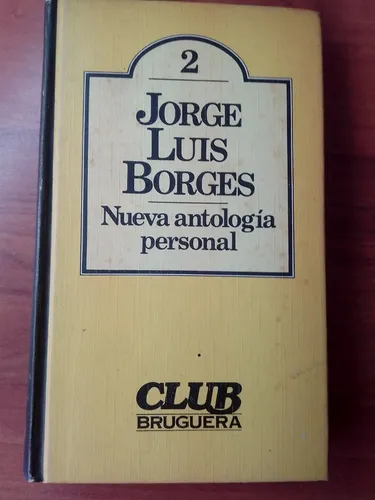 2
JORGE
LUIS
BORGES
Nueva antología
personal
CLUB
BRUGUERA